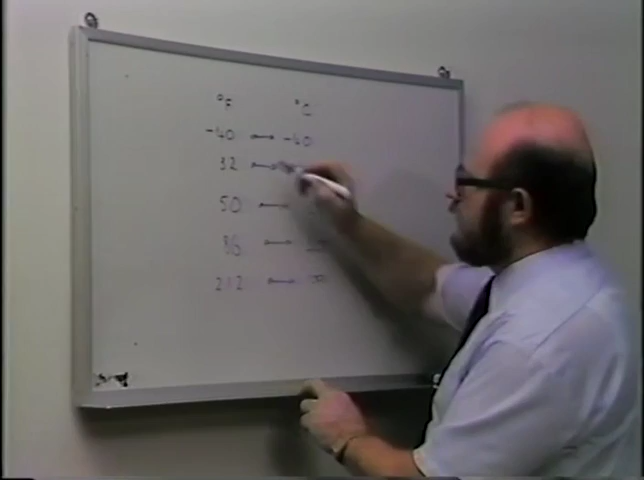 °F °C
-40 ↔ -40
32 ↔
50 ↔
86 ↔
212 ↔